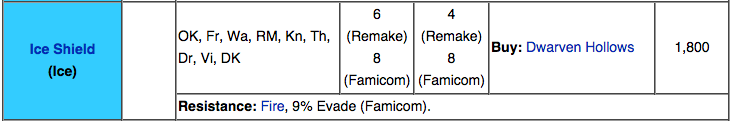 Ice Shield
(Ice)
OK, Fr, Wa, RM, Kn, Th,
Dr, Vi, DK
6
(Remake)
8
(Famicom)
4
(Remake)
8
(Famicom)
Buy: Dwarven Hollows
1,800
Resistance: Fire, 9% Evade (Famicom).